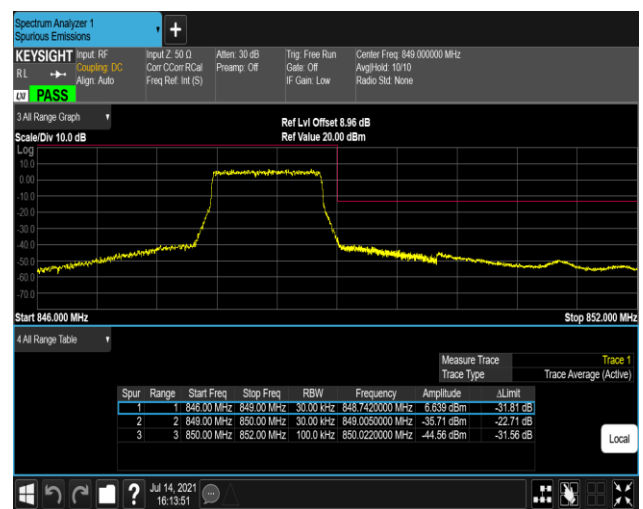 Spectrum Analyzer 1
Spurious Emissions
+
KEYSIGHT Input: RF
RL Coupling: DC
Align: Auto
Input Z: 50 Ω
Corr CCorr RCal
Freq Ref: Int (S)
Atten: 30 dB
Preamp: Off
Trig: Free Run
Gate: Off
IF Gain: Low
Center Freq: 849.000000 MHz
Avg|Hold: 10/10
Radio Std: None
LXI PASS
3 All Range Graph
Ref Lvl Offset 8.96 dB
Scale/Div 10.0 dB Ref Value 20.00 dBm
Log
10.0
0.00
-10.0
-20.0
-30.0
-40.0
-50.0
-60.0
-70.0
Start 846.000 MHz Stop 852.000 MHz
4 All Range Table
Measure Trace Trace 1
Trace Type Trace Average (Active)
Spur Range Start Freq Stop Freq RBW Frequency Amplitude ΔLimit
1 1 846.00 MHz 849.00 MHz 30.00 kHz 848.7420000 MHz 6.639 dBm -31.81 dB
2 2 849.00 MHz 850.00 MHz 30.00 kHz 849.0050000 MHz -35.71 dBm -22.71 dB
3 3 850.00 MHz 852.00 MHz 100.0 kHz 850.0220000 MHz -44.56 dBm -31.56 dB
Local
? Jul 14, 2021
16:13:51